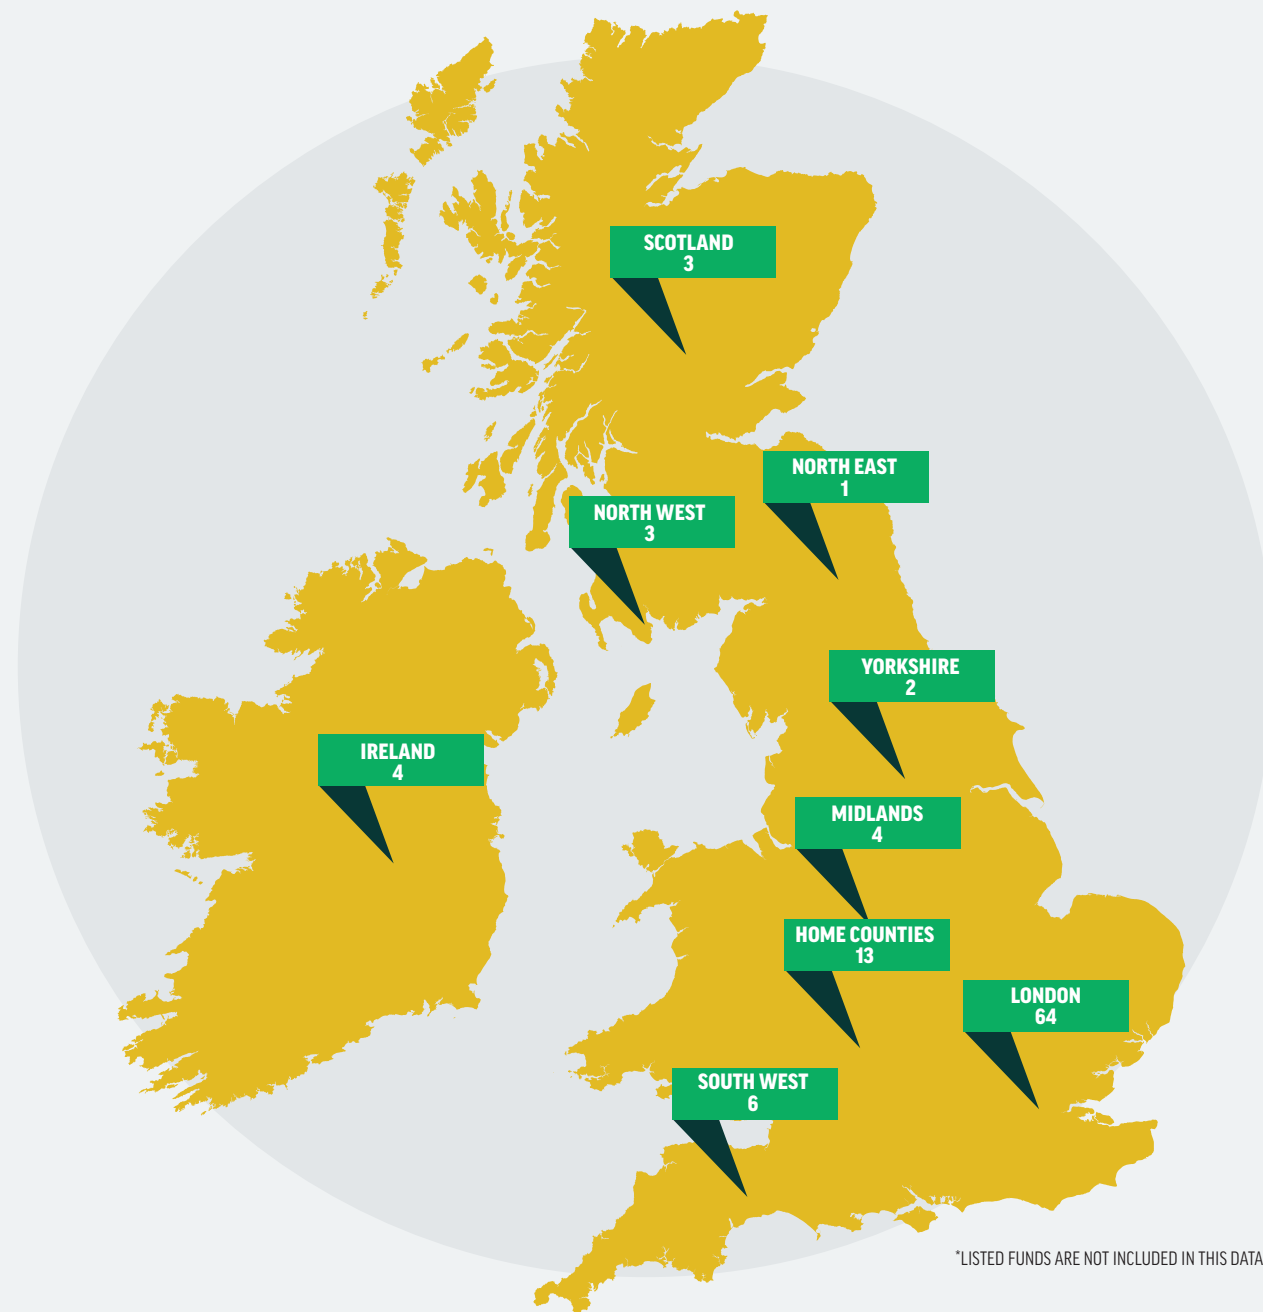 SCOTLAND
3
NORTH EAST
1
NORTH WEST
3
YORKSHIRE
2
IRELAND
4
MIDLANDS
4
HOME COUNTIES
13
LONDON
64
SOUTH WEST
6
*LISTED FUNDS ARE NOT INCLUDED IN THIS DATA